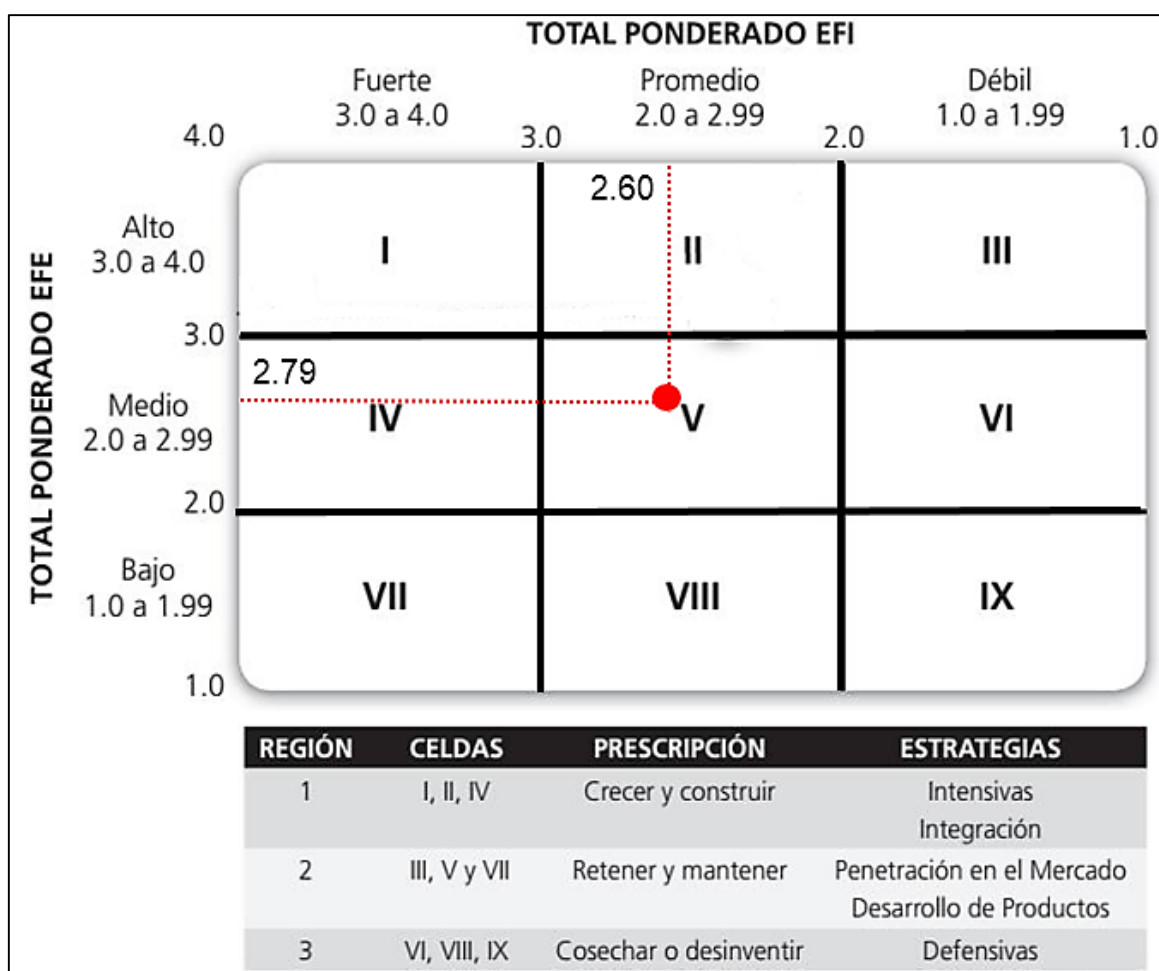 TOTAL PONDERADO EFI
Fuerte
3.0 a 4.0
Promedio
2.0 a 2.99
Débil
1.0 a 1.99
4.0
3.0
2.0
1.0
TOTAL PONDERADO EFE
Alto
3.0 a 4.0
2.60
I
II
III
3.0
2.79
Medio
2.0 a 2.99
IV
V
VI
2.0
Bajo
1.0 a 1.99
VII
VIII
IX
1.0
REGIÓN CELDAS PRESCRIPCIÓN ESTRATEGIAS
1 I, II, IV Crecer y construir Intensivas
Integración
2 III, V y VII Retener y mantener Penetración en el Mercado
Desarrollo de Productos
3 VI, VIII, IX Cosechar o desinventir Defensivas